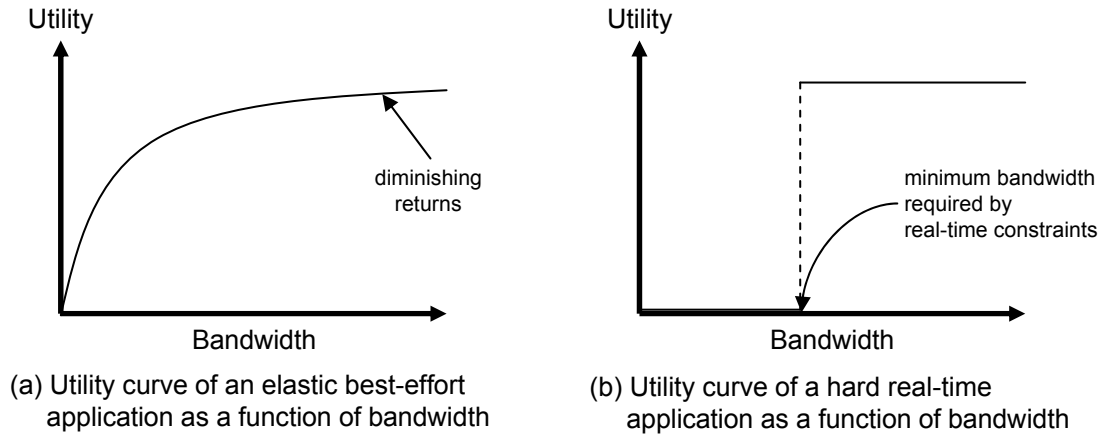 Utility
diminishing
returns
Bandwidth
(a) Utility curve of an elastic best-effort
application as a function of bandwidth
Utility
minimum bandwidth
required by
real-time constraints
Bandwidth
(b) Utility curve of a hard real-time
application as a function of bandwidth